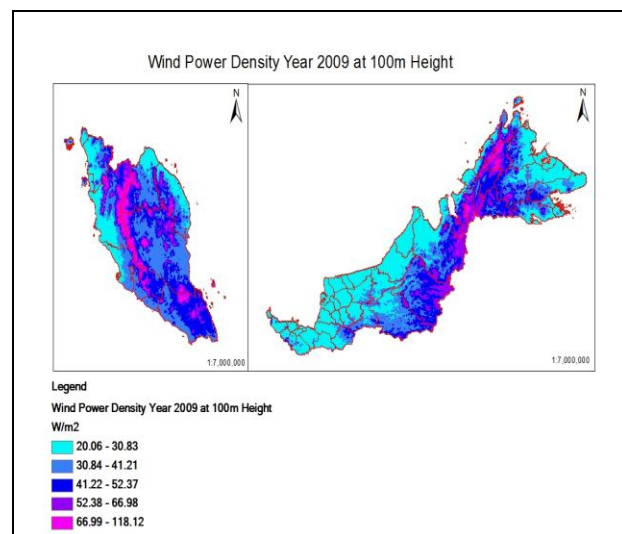 Wind Power Density Year 2009 at 100m Height
N
N
1:7,000,000
1:7,000,000
Legend
Wind Power Density Year 2009 at 100m Height
W/m2
20.06 - 30.83
30.84 - 41.21
41.22 - 52.37
52.38 - 66.98
66.99 - 118.12